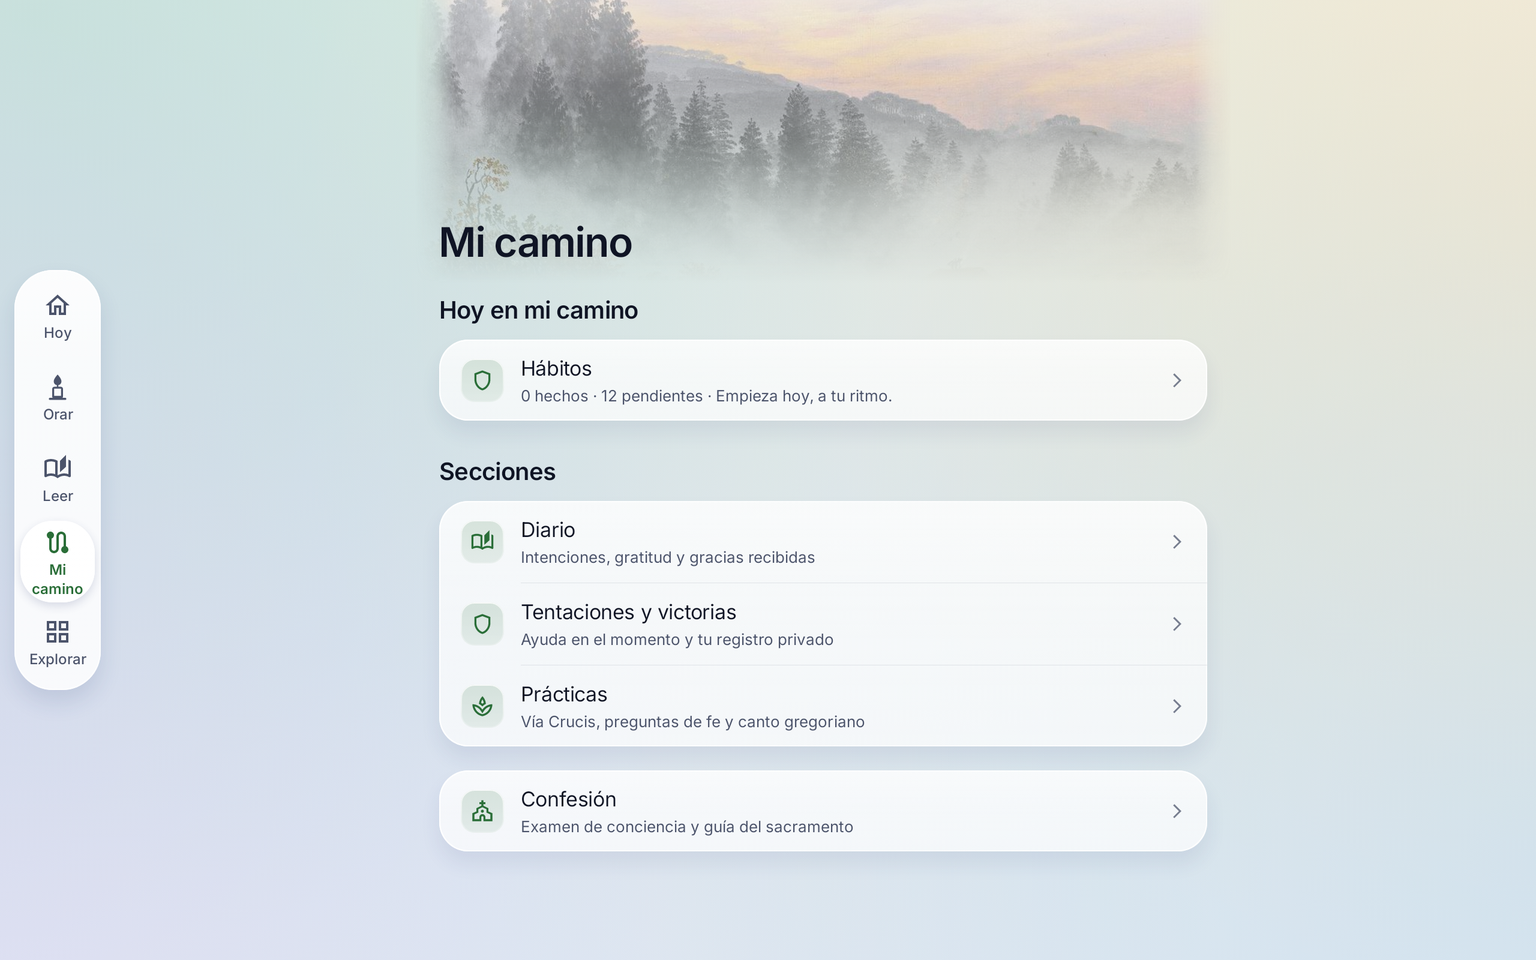 Mi camino
Hoy en mi camino
Hábitos
0 hechos · 12 pendientes · Empieza hoy, a tu ritmo.
Secciones
Diario
Intenciones, gratitud y gracias recibidas
Tentaciones y victorias
Ayuda en el momento y tu registro privado
Prácticas
Vía Crucis, preguntas de fe y canto gregoriano
Confesión
Examen de conciencia y guía del sacramento
Hoy
Orar
Leer
Mi
camino
Explorar